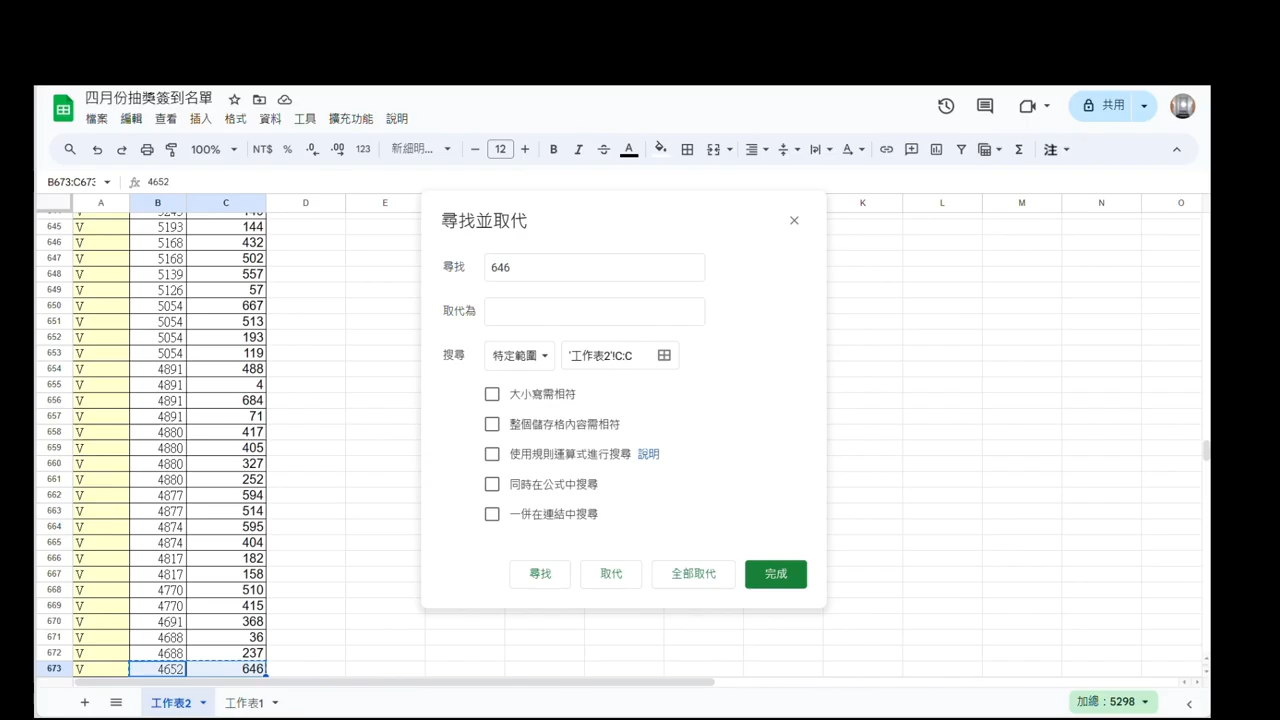 四月份抽獎簽到名單
檔案 編輯 查看 插入 格式 資料 工具 擴充功能 說明
共用
100% NT$ % .0 .00 123 新細明... 12 B I A Σ 注
B673:C673 fx 4652
A B C D E K L M N O
645 V 5193 144
646 V 5168 432
647 V 5168 502
648 V 5139 557
649 V 5126 57
650 V 5054 667
651 V 5054 513
652 V 5054 193
653 V 5054 119
654 V 4891 488
655 V 4891 4
656 V 4891 684
657 V 4891 71
658 V 4880 417
659 V 4880 405
660 V 4880 327
661 V 4880 252
662 V 4877 594
663 V 4877 514
664 V 4874 595
665 V 4874 404
666 V 4817 182
667 V 4817 158
668 V 4770 510
669 V 4770 415
670 V 4691 368
671 V 4688 36
672 V 4688 237
673 V 4652 646
尋找並取代
尋找 646
取代為
搜尋 特定範圍 '工作表2'!C:C
大小寫需相符
整個儲存格內容需相符
使用規則運算式進行搜尋 說明
同時在公式中搜尋
一併在連結中搜尋
尋找 取代 全部取代 完成
工作表2 工作表1 加總：5298